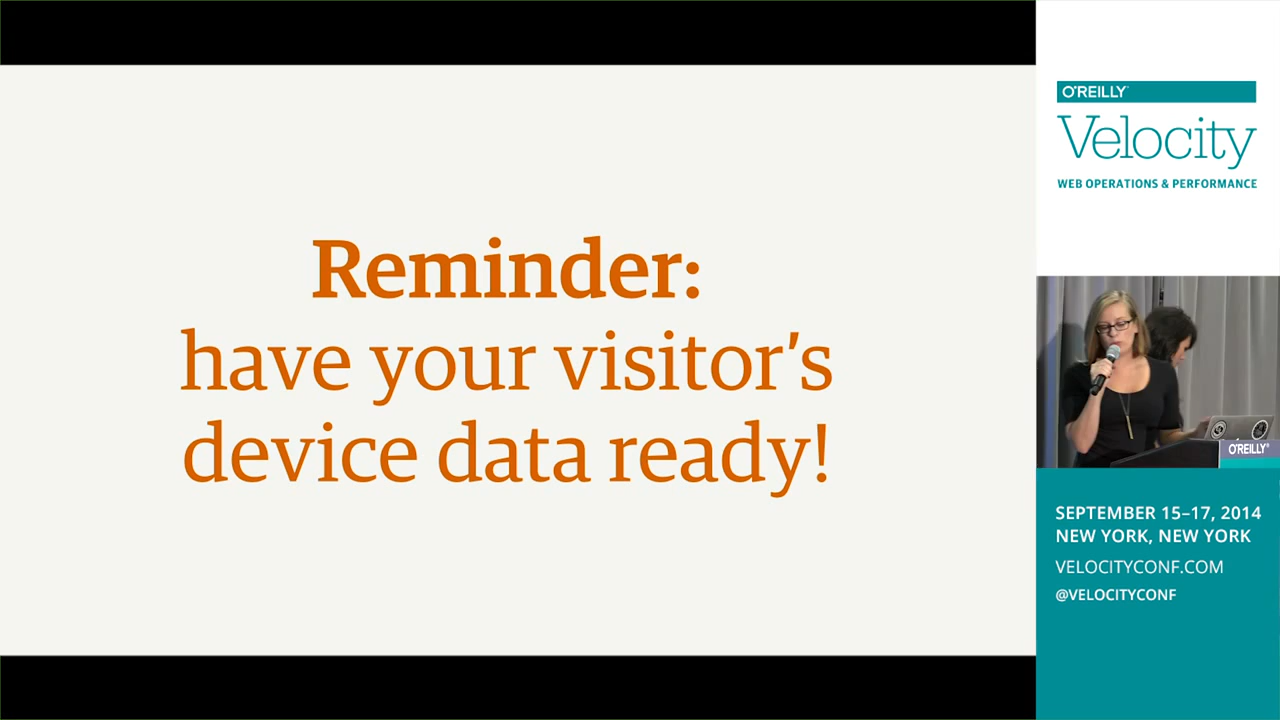 Reminder:
have your visitor’s
device data ready!
O'REILLY
Velocity
WEB OPERATIONS & PERFORMANCE
O'REILLY
SEPTEMBER 15–17, 2014
NEW YORK, NEW YORK
VELOCITYCONF.COM
@VELOCITYCONF